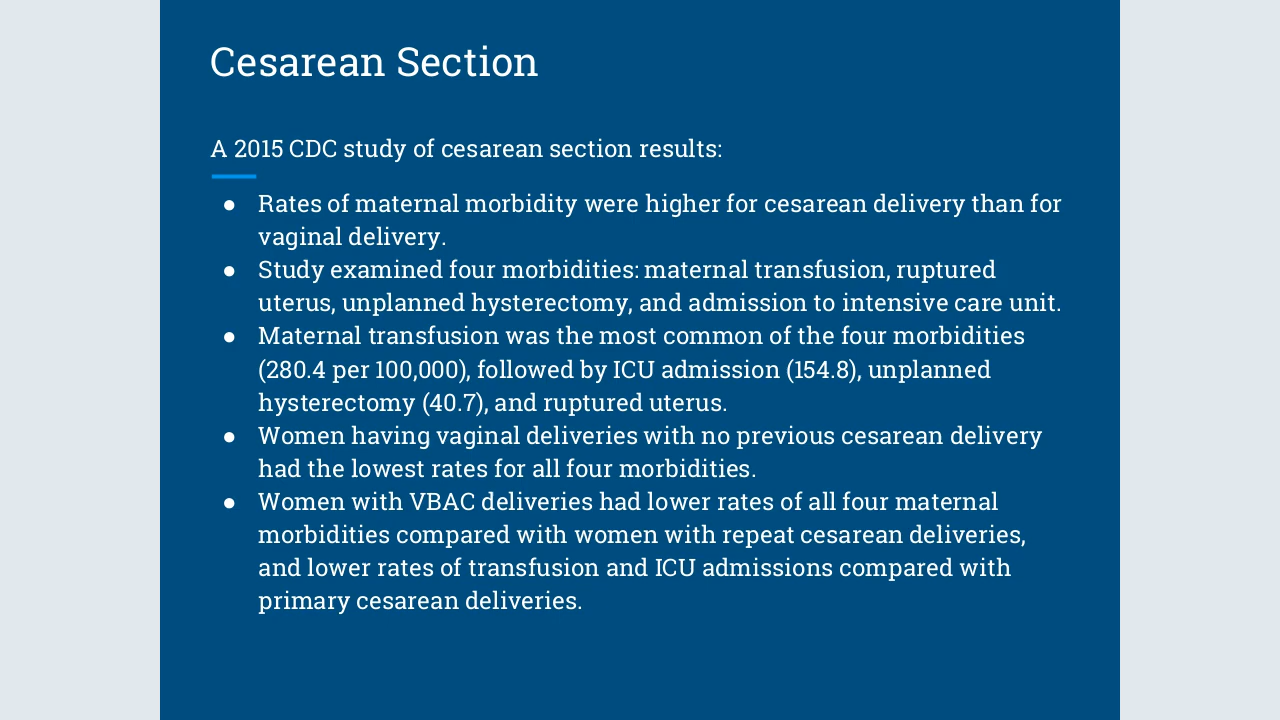 Cesarean Section
A 2015 CDC study of cesarean section results:
● Rates of maternal morbidity were higher for cesarean delivery than for
vaginal delivery.
● Study examined four morbidities: maternal transfusion, ruptured
uterus, unplanned hysterectomy, and admission to intensive care unit.
● Maternal transfusion was the most common of the four morbidities
(280.4 per 100,000), followed by ICU admission (154.8), unplanned
hysterectomy (40.7), and ruptured uterus.
● Women having vaginal deliveries with no previous cesarean delivery
had the lowest rates for all four morbidities.
● Women with VBAC deliveries had lower rates of all four maternal
morbidities compared with women with repeat cesarean deliveries,
and lower rates of transfusion and ICU admissions compared with
primary cesarean deliveries.